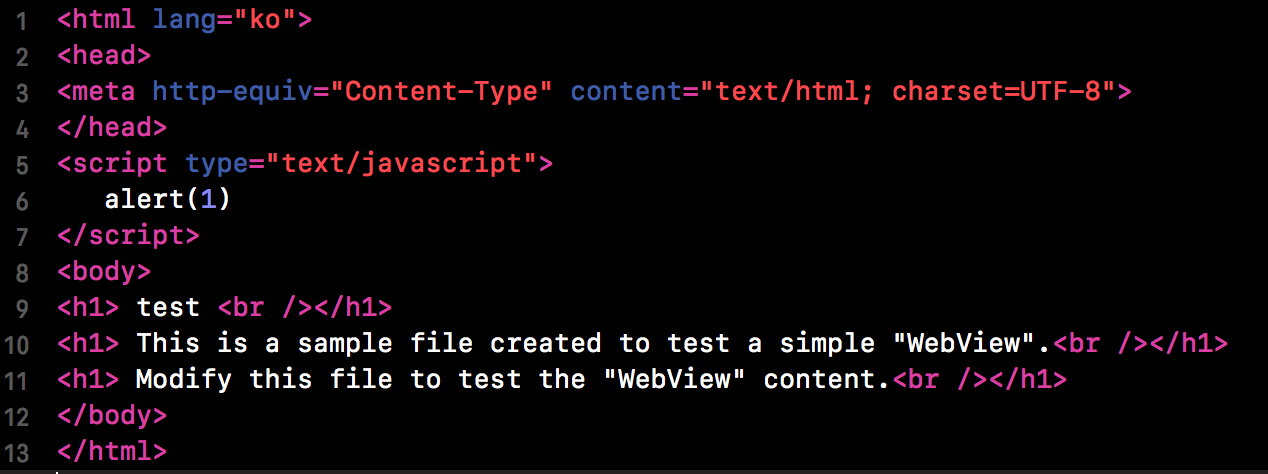 1 <html lang="ko">
2 <head>
3 <meta http-equiv="Content-Type" content="text/html; charset=UTF-8">
4 </head>
5 <script type="text/javascript">
6    alert(1)
7 </script>
8 <body>
9 <h1> test <br /></h1>
10 <h1> This is a sample file created to test a simple "WebView".<br /></h1>
11 <h1> Modify this file to test the "WebView" content.<br /></h1>
12 </body>
13 </html>